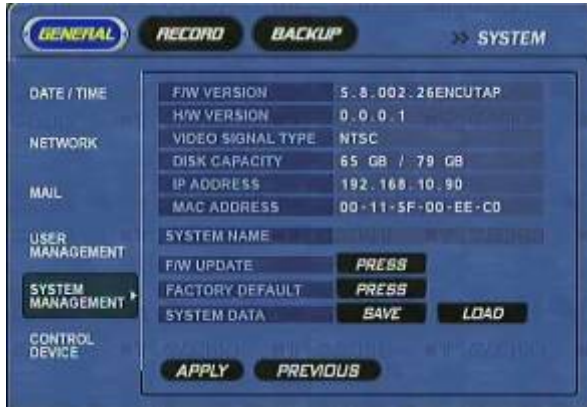 GENERAL RECORD BACKUP >> SYSTEM
DATE / TIME
NETWORK
MAIL
USER MANAGEMENT
SYSTEM MANAGEMENT
CONTROL DEVICE
F/W VERSION 5.8.002.26ENCUTAP
H/W VERSION 0.0.0.1
VIDEO SIGNAL TYPE NTSC
DISK CAPACITY 65 GB / 79 GB
IP ADDRESS 192.168.10.90
MAC ADDRESS 00-11-5F-00-EE-C0
SYSTEM NAME
F/W UPDATE PRESS
FACTORY DEFAULT PRESS
SYSTEM DATA SAVE LOAD
APPLY PREVIOUS